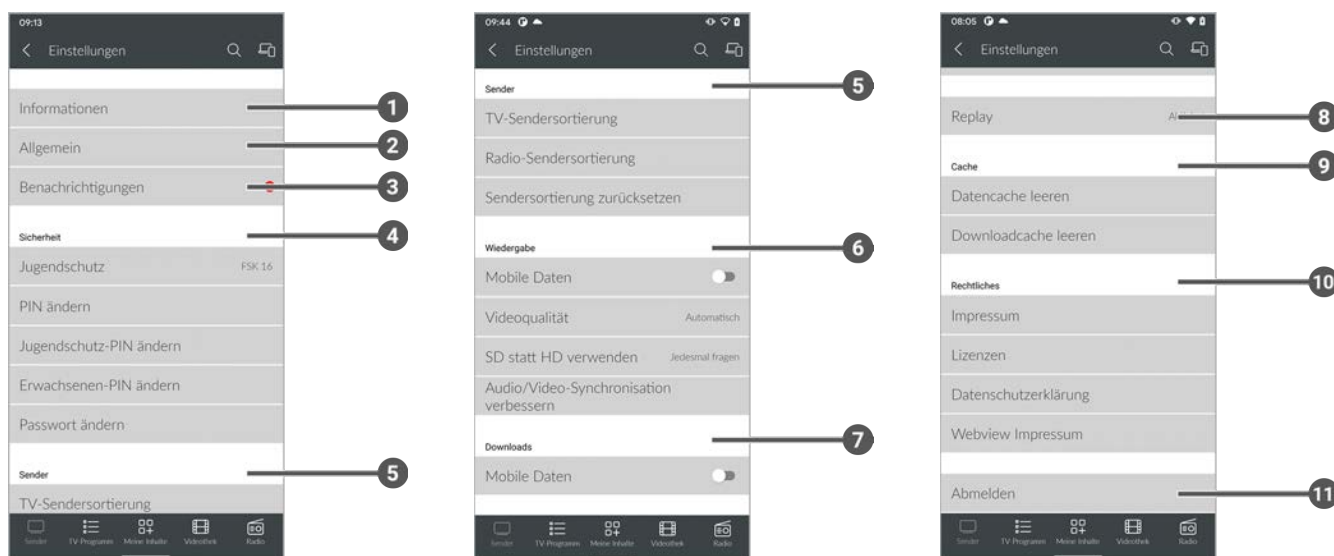 09:13
Einstellungen
Informationen
1
Allgemein
2
Benachrichtigungen
3
Sicherheit
4
Jugendschutz FSK 16
PIN ändern
Jugendschutz-PIN ändern
Erwachsenen-PIN ändern
Passwort ändern
Sender
5
TV-Sendersortierung
Sender TV-Programm Meine Inhalte Videothek Radio
09:44
Einstellungen
Sender
5
TV-Sendersortierung
Radio-Sendersortierung
Sendersortierung zurücksetzen
Wiedergabe
6
Mobile Daten
Videoqualität Automatisch
SD statt HD verwenden Jedesmal fragen
Audio/Video-Synchronisation
verbessern
Downloads
7
Mobile Daten
Sender TV-Programm Meine Inhalte Videothek Radio
08:05
Einstellungen
Replay
8
Cache
9
Datencache leeren
Downloadcache leeren
Rechtliches
10
Impressum
Lizenzen
Datenschutzerklärung
Webview Impressum
Abmelden
11
Sender TV-Programm Meine Inhalte Videothek Radio